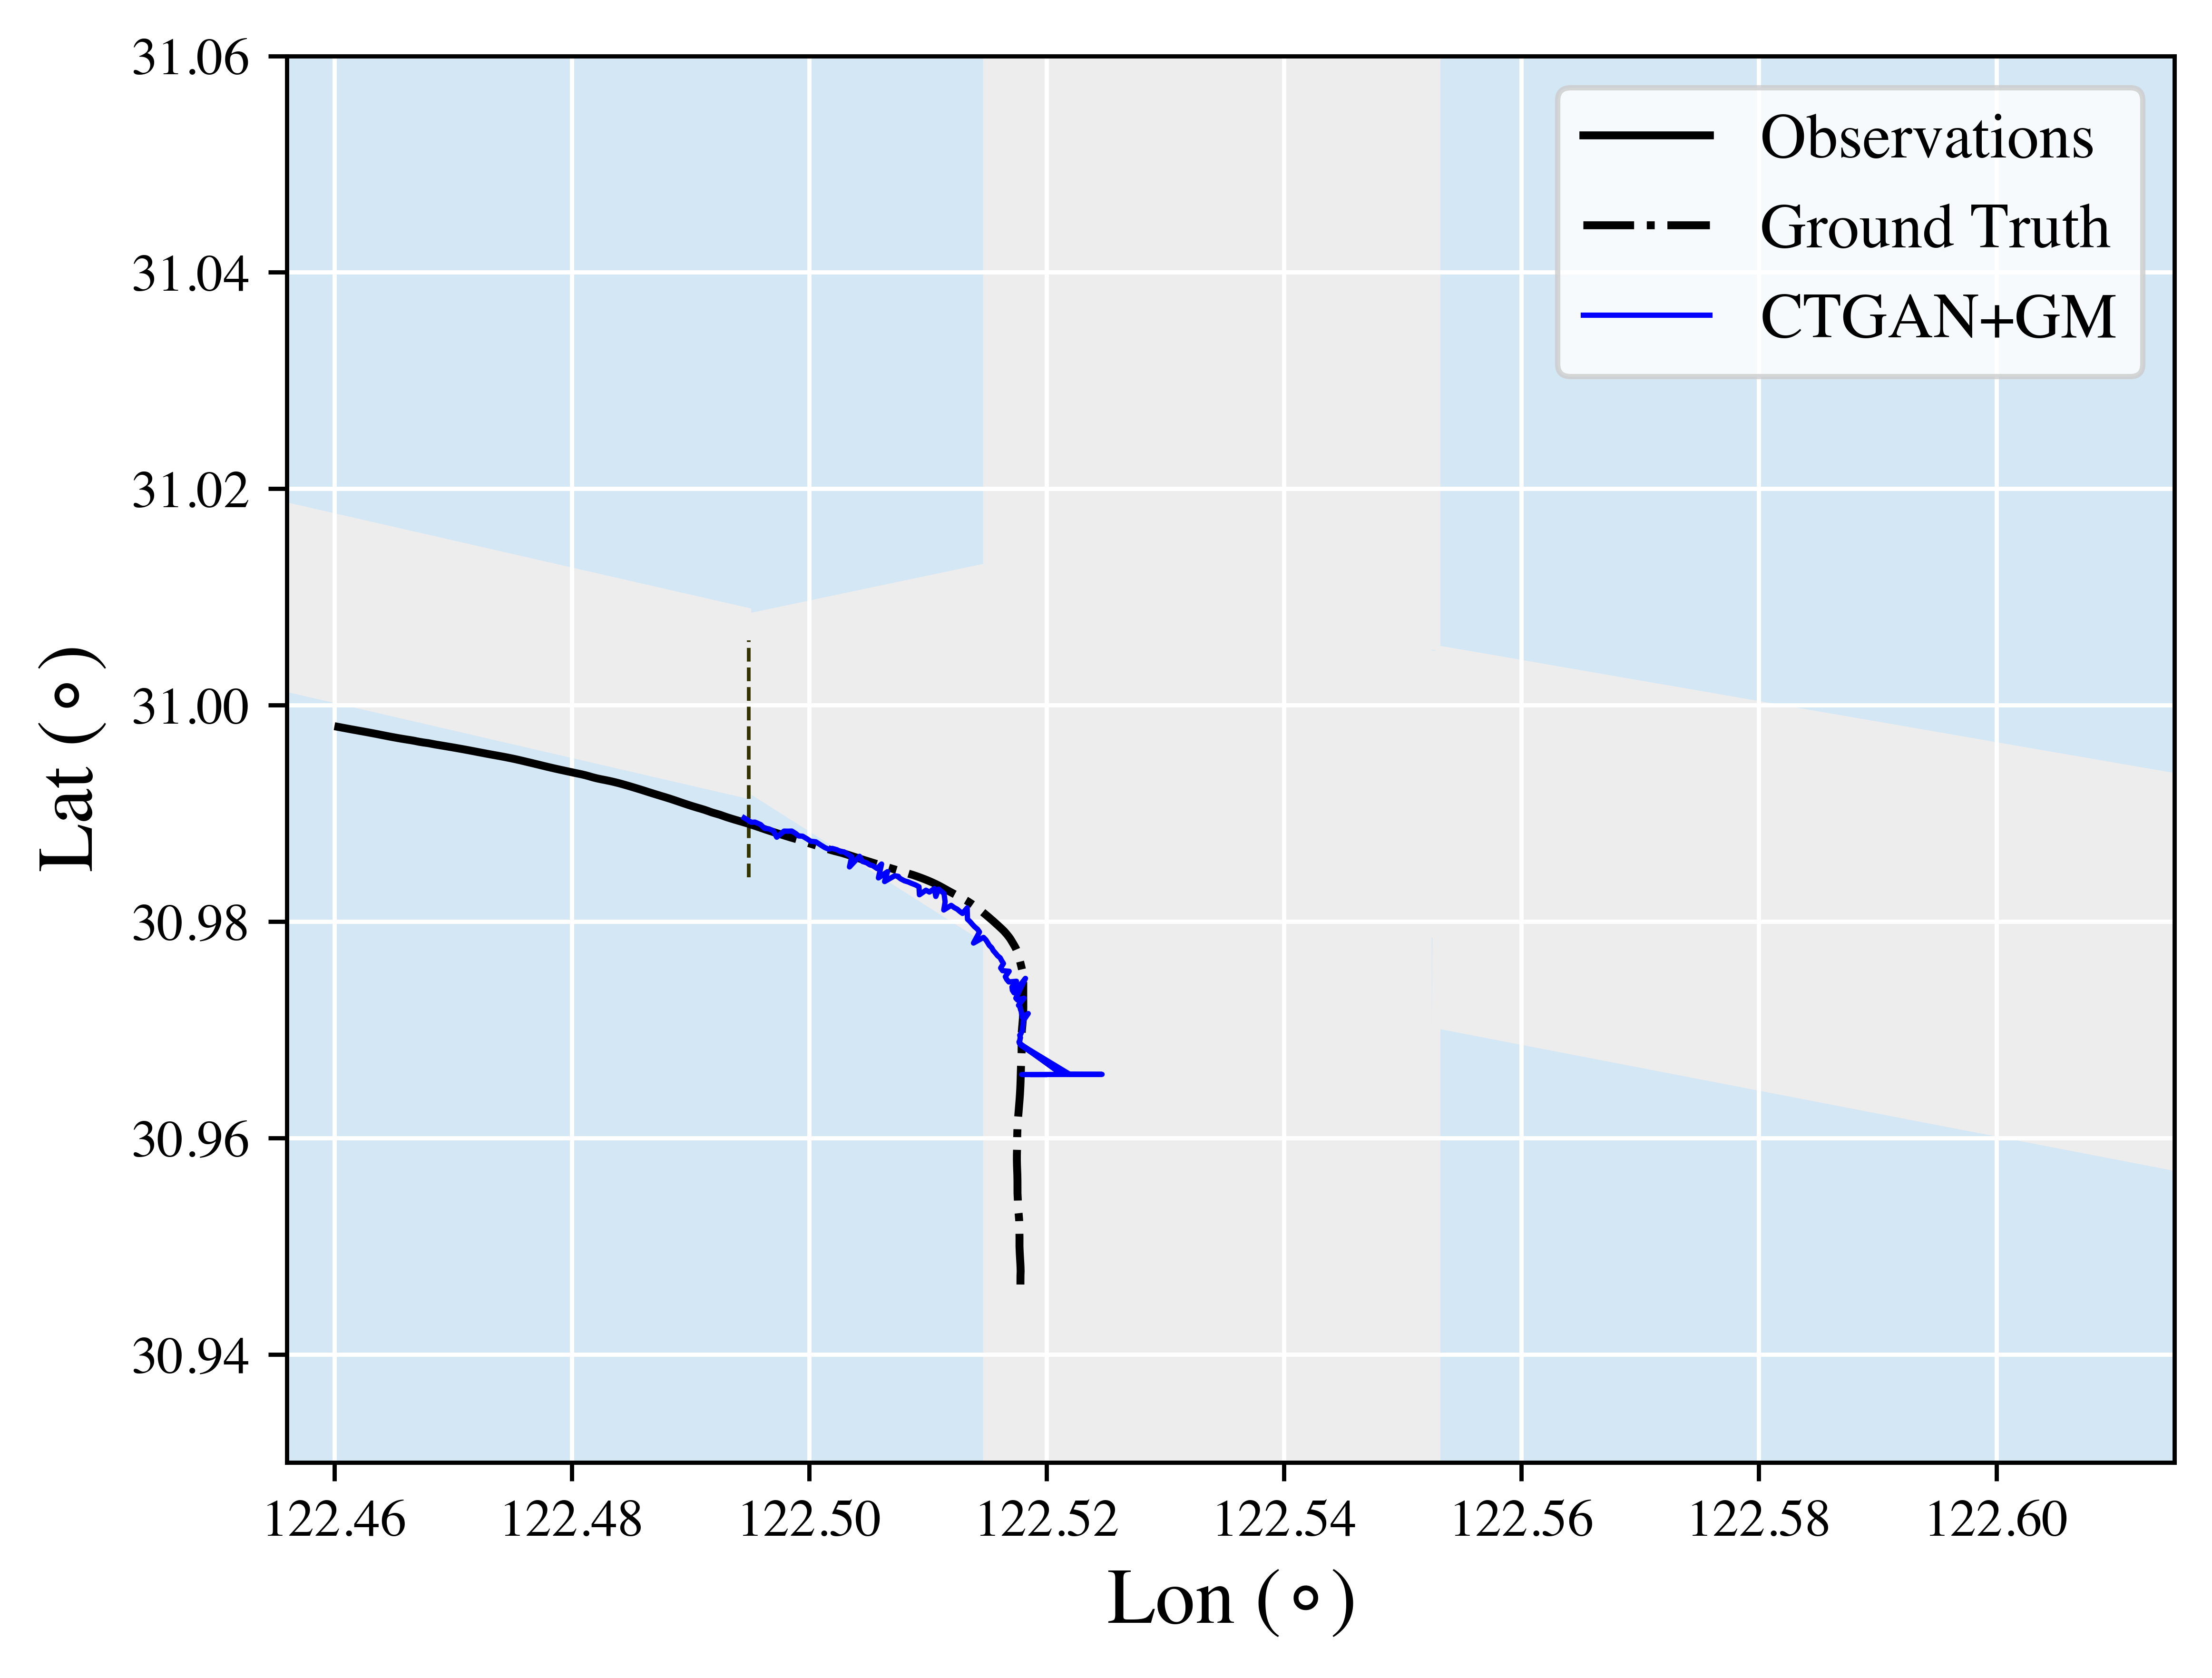 31.06
31.04
31.02
31.00
30.98
30.96
30.94
Lat (∘)
122.46 122.48 122.50 122.52 122.54 122.56 122.58 122.60
Lon (∘)
Observations
Ground Truth
CTGAN+GM